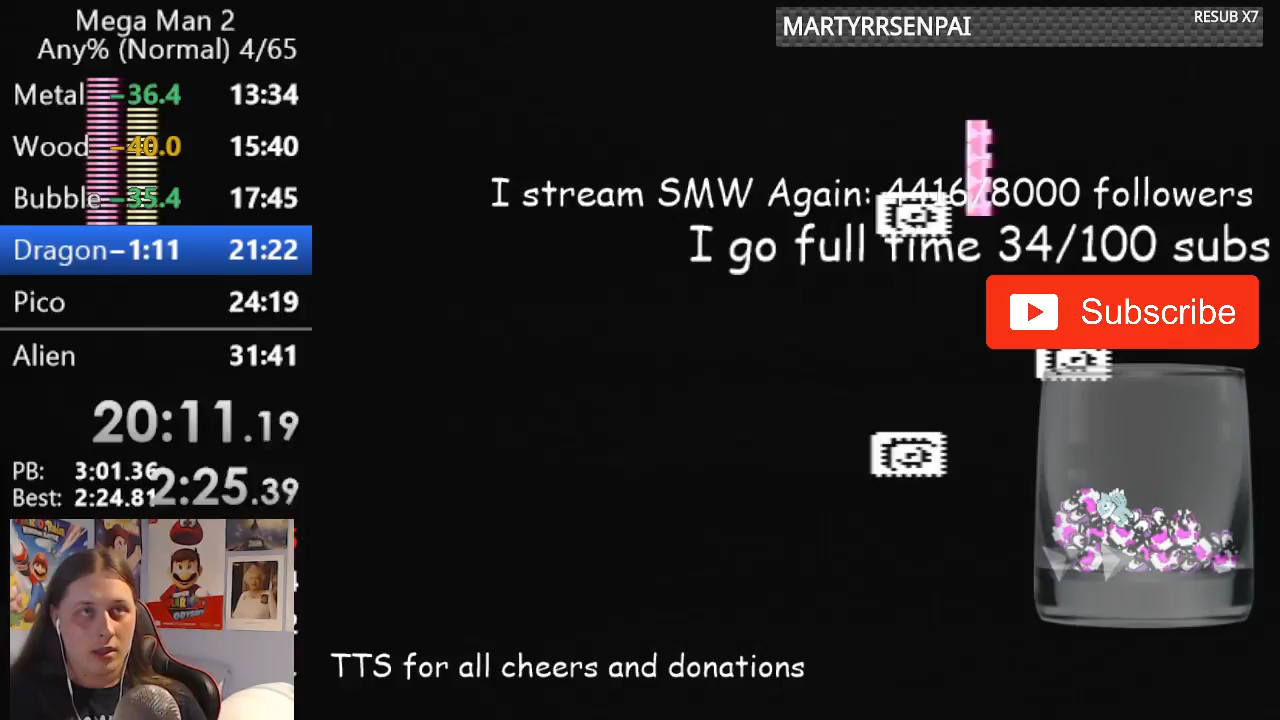 Mega Man 2
Any% (Normal) 4/65
Metal -36.4 13:34
Wood -40.0 15:40
Bubble -35.4 17:45
Dragon -1:11 21:22
Pico 24:19
Alien 31:41
20:11.19
PB: 3:01.36
2:25.39
Best: 2:24.81
MARTYRRSENPAI
RESUB X7
I stream SMW Again: 4416/8000 followers
I go full time 34/100 subs
Subscribe
TTS for all cheers and donations